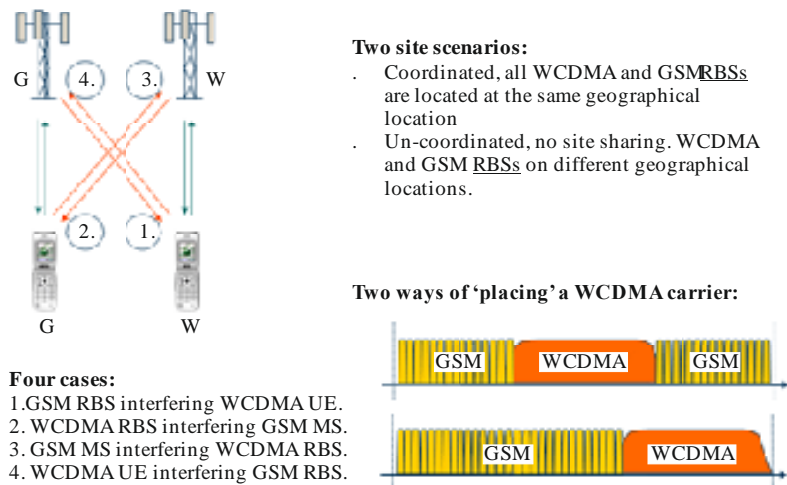 G
4.
3.
W
2.
1.
G
W
Four cases:
1.GSM RBS interfering WCDMA UE.
2. WCDMA RBS interfering GSM MS.
3. GSM MS interfering WCDMA RBS.
4. WCDMA UE interfering GSM RBS.
Two site scenarios:
. Coordinated, all WCDMA and GSMRBSs
are located at the same geographical
location
. Un-coordinated, no site sharing. WCDMA
and GSM RBSs on different geographical
locations.
Two ways of ‘placing’ a WCDMA carrier:
GSM WCDMA GSM
GSM WCDMA